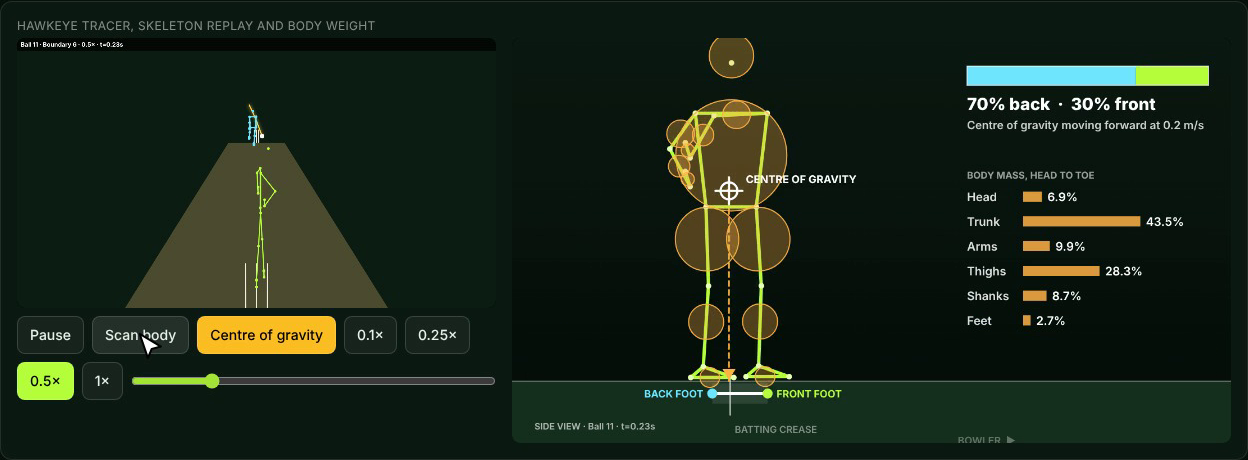 HAWKEYE TRACER, SKELETON REPLAY AND BODY WEIGHT
Ball 11 · Boundary 6 · 0.5× · t=0.23s
Pause
Scan body
Centre of gravity
0.1×
0.25×
0.5×
1×
CENTRE OF GRAVITY
BACK FOOT
FRONT FOOT
SIDE VIEW · Ball 11 · t=0.23s
BATTING CREASE
BOWLER ▶
70% back · 30% front
Centre of gravity moving forward at 0.2 m/s
BODY MASS, HEAD TO TOE
Head 6.9%
Trunk 43.5%
Arms 9.9%
Thighs 28.3%
Shanks 8.7%
Feet 2.7%